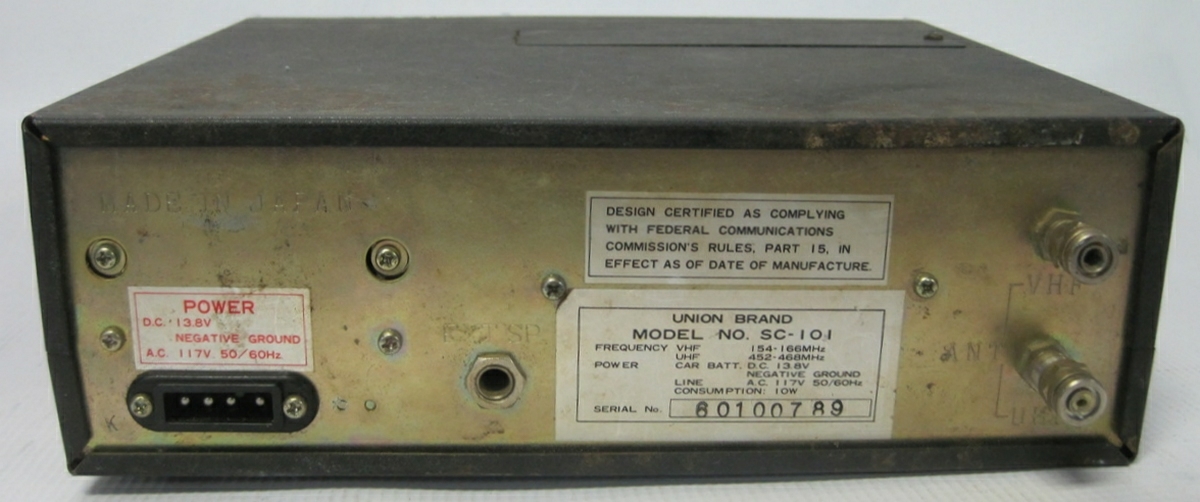 MADE IN JAPAN
DESIGN CERTIFIED AS COMPLYING
WITH FEDERAL COMMUNICATIONS
COMMISSION'S RULES, PART 15, IN
EFFECT AS OF DATE OF MANUFACTURE.
POWER
D.C. 13.8V
NEGATIVE GROUND
A.C. 117V 50/60Hz
K
EXT SP
UNION BRAND
MODEL NO. SC-101
FREQUENCY VHF 154-166MHz
UHF 452-468MHz
POWER CAR BATT. D.C. 13.8V
NEGATIVE GROUND
LINE A.C. 117V 50/60Hz
CONSUMPTION: 10W
SERIAL No. 60100789
VHF
ANT
UHF